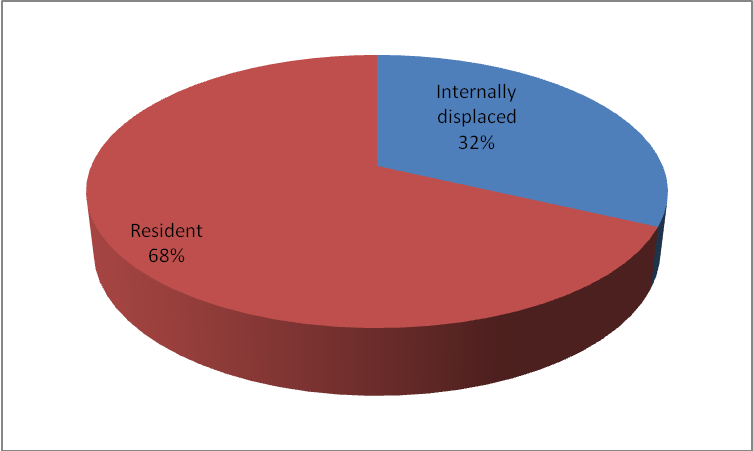 Internally
displaced
32%
Resident
68%